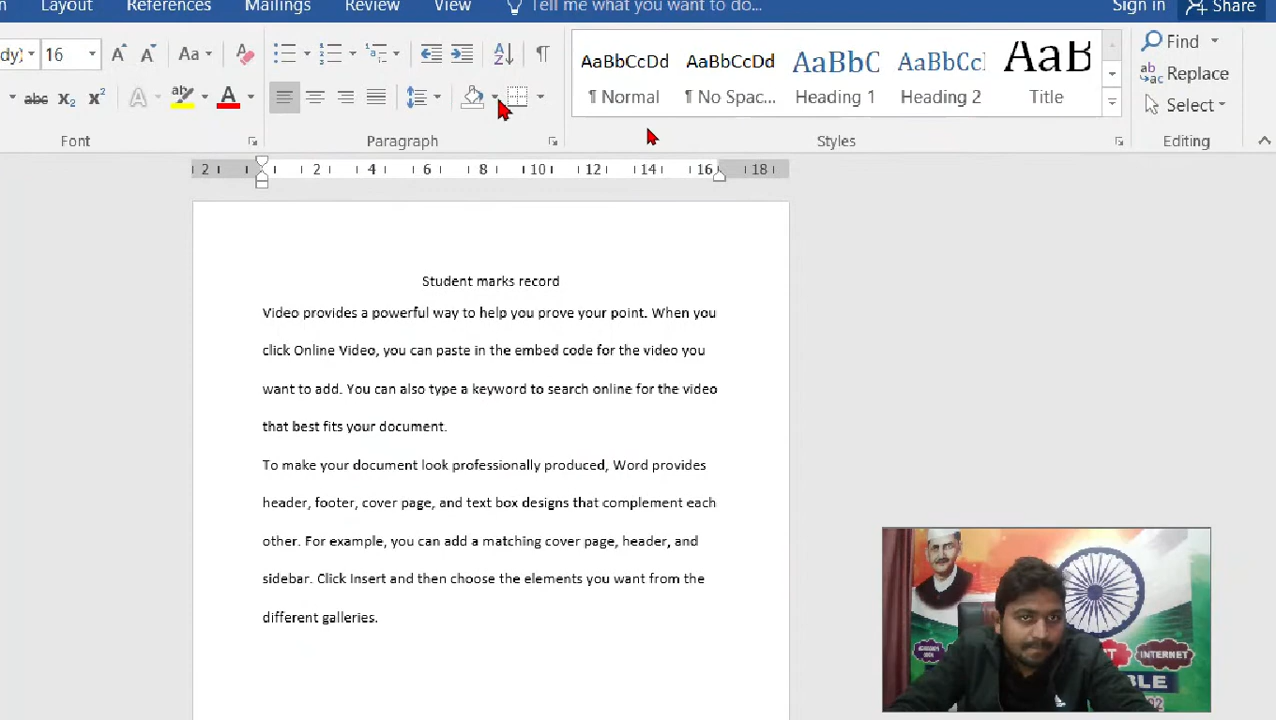 Layout References Mailings Review View Tell me what you want to do... Sign in Share
16 Aa
AaBbCcDd AaBbCcDd AaBbC AaBbCcl AaB
Find
Replace
Select
abc X₂ X² A A
¶ Normal ¶ No Spac... Heading 1 Heading 2 Title
Font Paragraph Styles Editing
2 2 4 6 8 10 12 14 16 18
Student marks record
Video provides a powerful way to help you prove your point. When you
click Online Video, you can paste in the embed code for the video you
want to add. You can also type a keyword to search online for the video
that best fits your document.
To make your document look professionally produced, Word provides
header, footer, cover page, and text box designs that complement each
other. For example, you can add a matching cover page, header, and
sidebar. Click Insert and then choose the elements you want from the
different galleries.
INTERNET